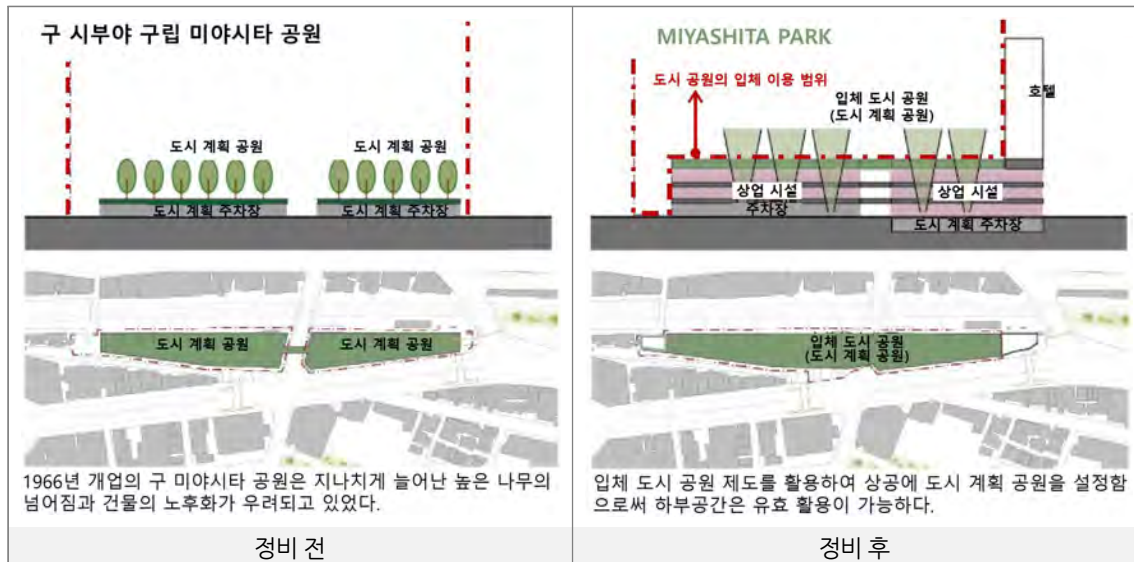 구 시부야 구립 미야시타 공원
도시 계획 공원
도시 계획 공원
도시 계획 주차장
도시 계획 주차장
도시 계획 공원
도시 계획 공원
1966년 개업의 구 미야시타 공원은 지나치게 늘어난 높은 나무의
넘어짐과 건물의 노후화가 우려되고 있었다.
정비 전
MIYASHITA PARK
도시 공원의 입체 이용 범위
입체 도시 공원
(도시 계획 공원)
호텔
상업 시설
상업 시설
주차장
도시 계획 주차장
입체 도시 공원
(도시 계획 공원)
입체 도시 공원 제도를 활용하여 상공에 도시 계획 공원을 설정함
으로써 하부공간은 유효 활용이 가능하다.
정비 후